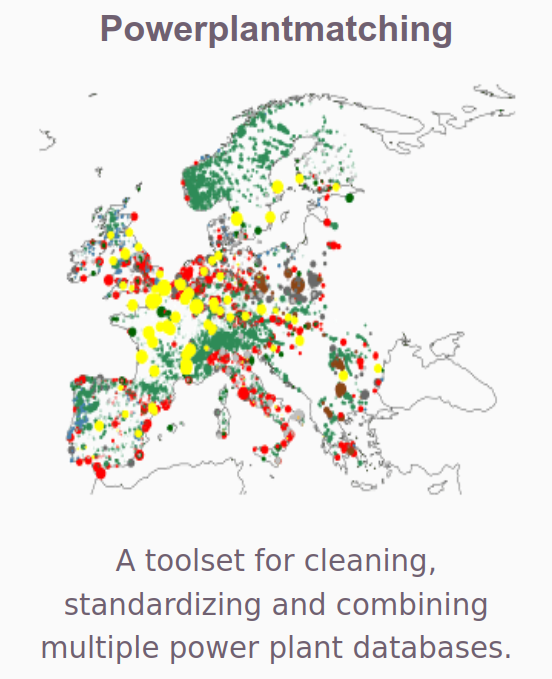 Powerplantmatching
A toolset for cleaning,
standardizing and combining
multiple power plant databases.